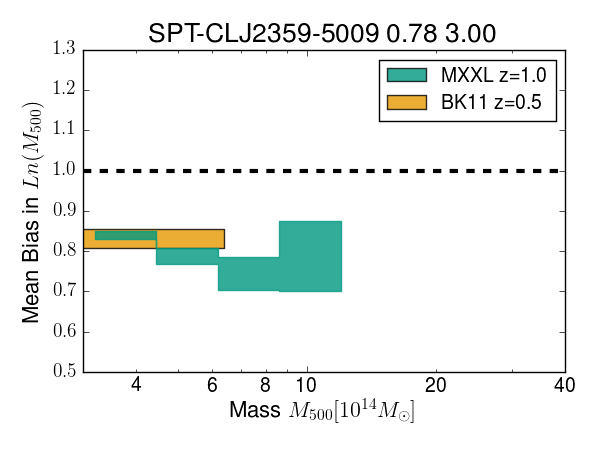 SPT-CLJ2359-5009 0.78 3.00
MXXL z=1.0
BK11 z=0.5
Mean Bias in Ln(M500)
1.3
1.2
1.1
1.0
0.9
0.8
0.7
0.6
0.5
4 6 8 10 20 40
Mass M500[10^14 M⊙]